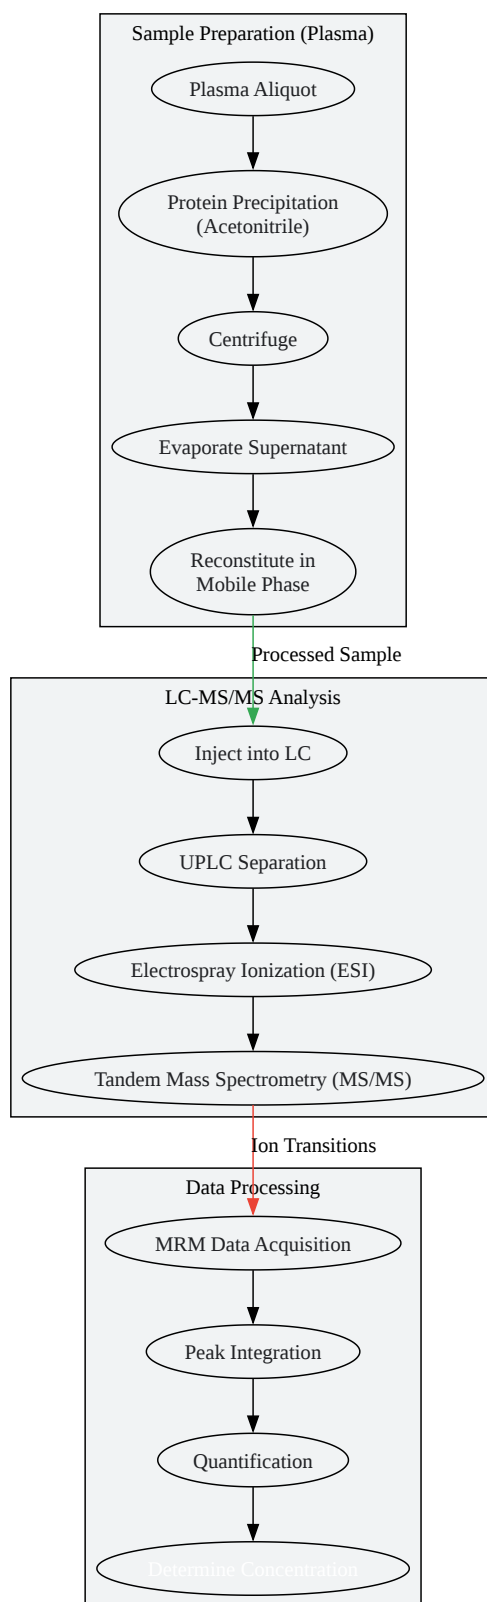 Sample Preparation (Plasma)
Plasma Aliquot
Protein Precipitation
(Acetonitrile)
Centrifuge
Evaporate Supernatant
Reconstitute in
Mobile Phase
Processed Sample
LC-MS/MS Analysis
Inject into LC
UPLC Separation
Electrospray Ionization (ESI)
Tandem Mass Spectrometry (MS/MS)
Ion Transitions
Data Processing
MRM Data Acquisition
Peak Integration
Quantification
Determine Concentration